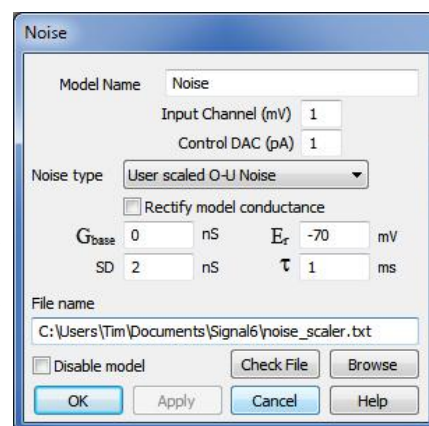 Noise
Model Name Noise
Input Channel (mV) 1
Control DAC (pA) 1
Noise type User scaled O-U Noise
Rectify model conductance
Gbase 0 nS Er -70 mV
SD 2 nS τ 1 ms
File name
C:\Users\Tim\Documents\Signal6\noise_scaler.txt
Disable model Check File Browse
OK Apply Cancel Help